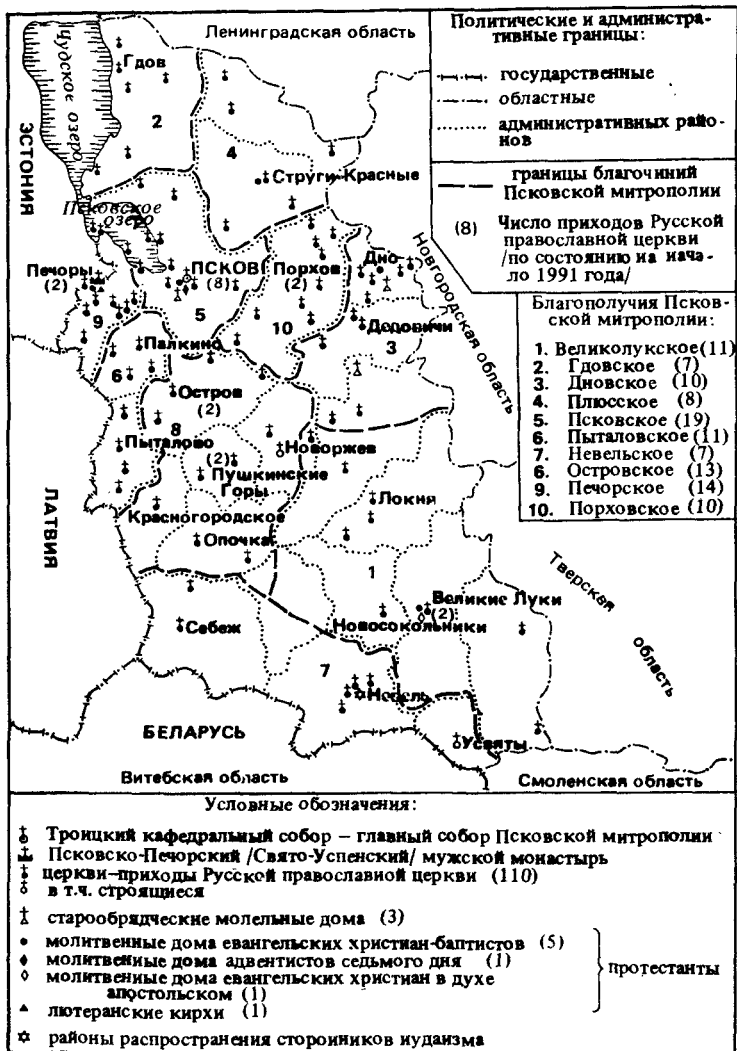 Ленинградская область
Гдов
Чудское озеро
ЭСТОНИЯ
2
4
Струги-Красные
Псковское
озеро
Новгородская область
Печоры
(2)
ПСКОВ
(8)
Порхов
(2)
Дно
9
5
10
Дедовичи
3
Палкино
6
Остров
(2)
8
Пыталово
(2)
Новоржев
Пушкинские
Горы
ЛАТВИЯ
Локня
Красногородское
Опочка
1
Тверская область
Великие Луки
(2)
Новосокольники
Себеж
7
Невель
Усвяты
БЕЛАРУСЬ
Витебская область
Смоленская область
Политические и администра-
тивные границы:
государственные
областные
административных райо-
нов
границы благочиний
Псковской митрополии
(8) Число приходов Русской
православной церкви
/по состоянию на нача-
ло 1991 года/
Благополучия Псков-
ской митрополии:
1. Великолукское (11)
2. Гдовское (7)
3. Дновское (10)
4. Плюсское (8)
5. Псковское (19)
6. Пыталовское (11)
7. Невельское (7)
6. Островское (13)
9. Печорское (14)
10. Порховское (10)
Условные обозначения:
Троицкий кафедральный собор – главный собор Псковской митрополии
Псковско-Печорский /Свято-Успенский/ мужской монастырь
церкви-приходы Русской православной церкви (110)
в т.ч. строящиеся
старообрядческие молельные дома (3)
молитвенные дома евангельских христиан-баптистов (5)
молитвенные дома адвентистов седьмого дня (1)
молитвенные дома евангельских христиан в духе
апостольском (1)
лютеранские кирхи (1)
протестанты
районы распространения сторонников иудаизма